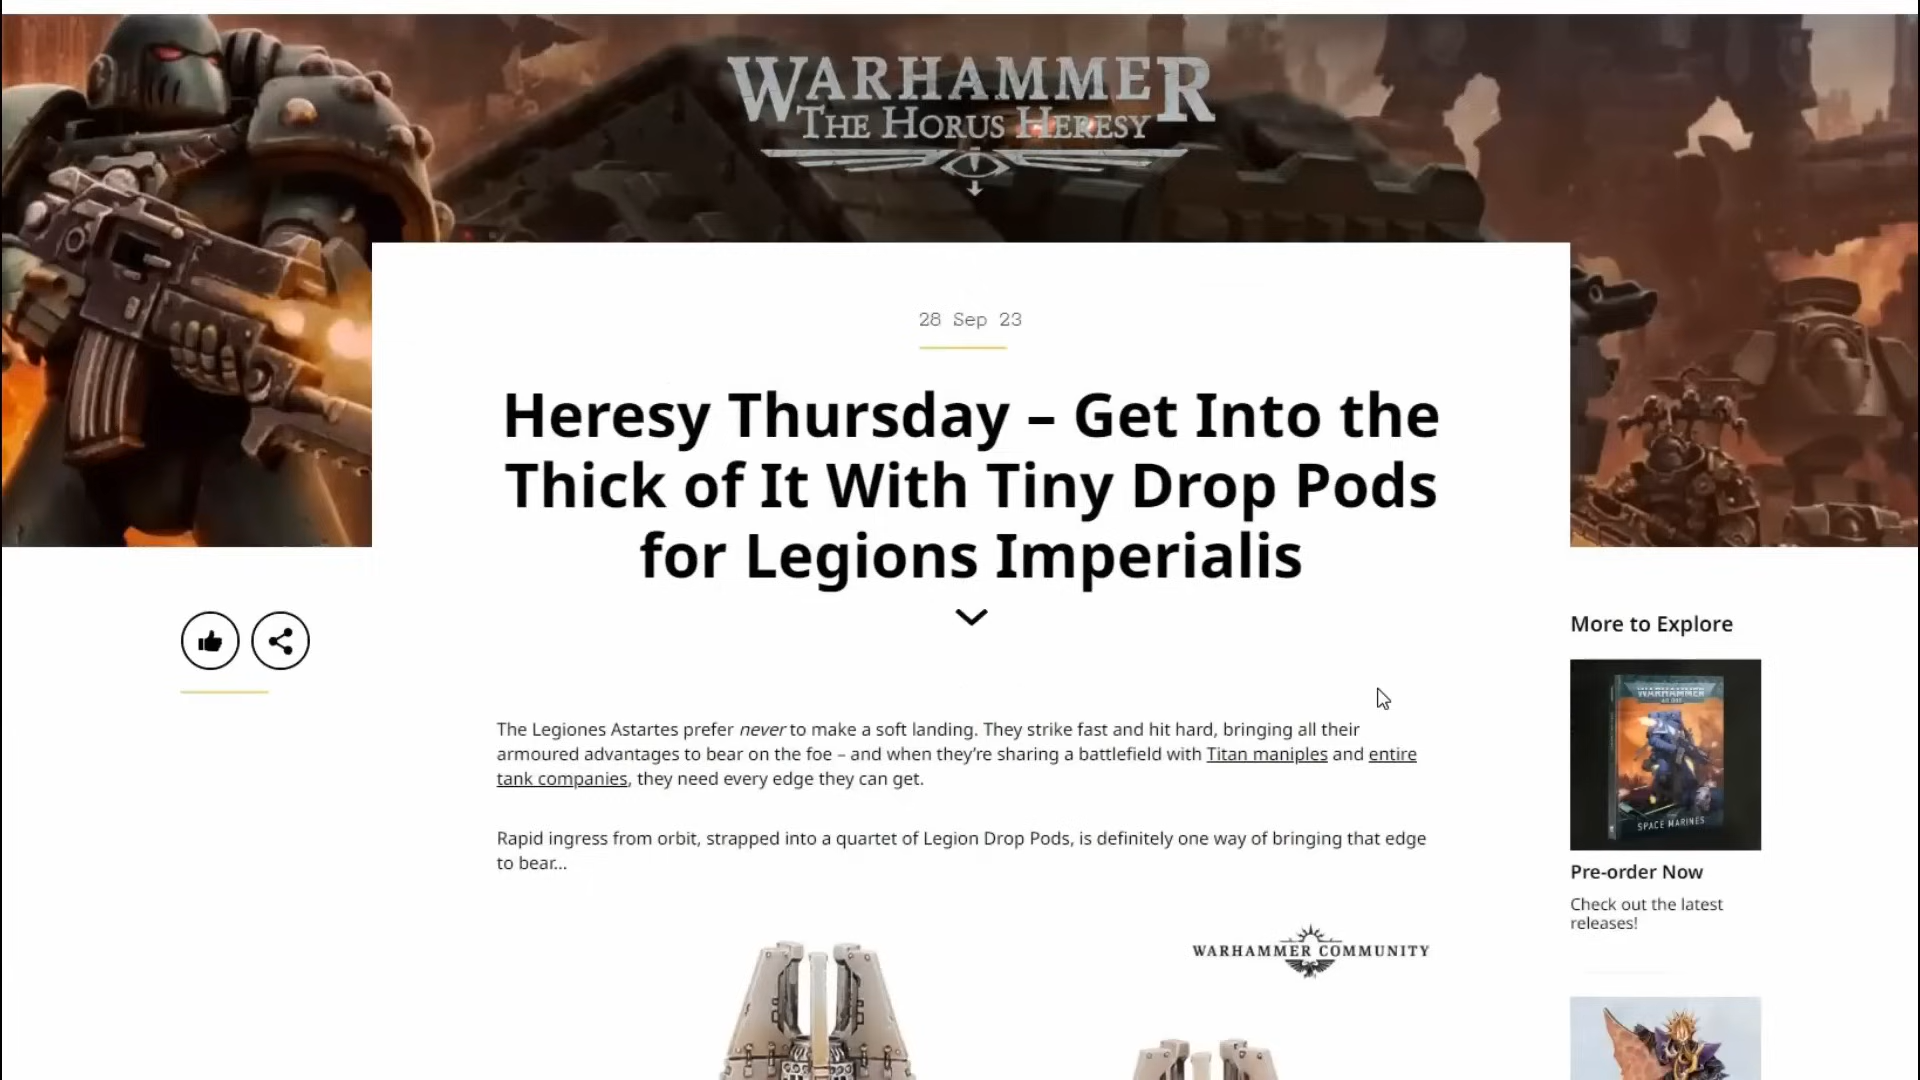 WARHAMMER
THE HORUS HERESY
28 Sep 23
Heresy Thursday – Get Into the
Thick of It With Tiny Drop Pods
for Legions Imperialis
The Legiones Astartes prefer never to make a soft landing. They strike fast and hit hard, bringing all their
armoured advantages to bear on the foe – and when they’re sharing a battlefield with Titan maniples and entire
tank companies, they need every edge they can get.
Rapid ingress from orbit, strapped into a quartet of Legion Drop Pods, is definitely one way of bringing that edge
to bear…
WARHAMMER COMMUNITY
More to Explore
WARHAMMER
SPACE MARINES
Pre-order Now
Check out the latest
releases!